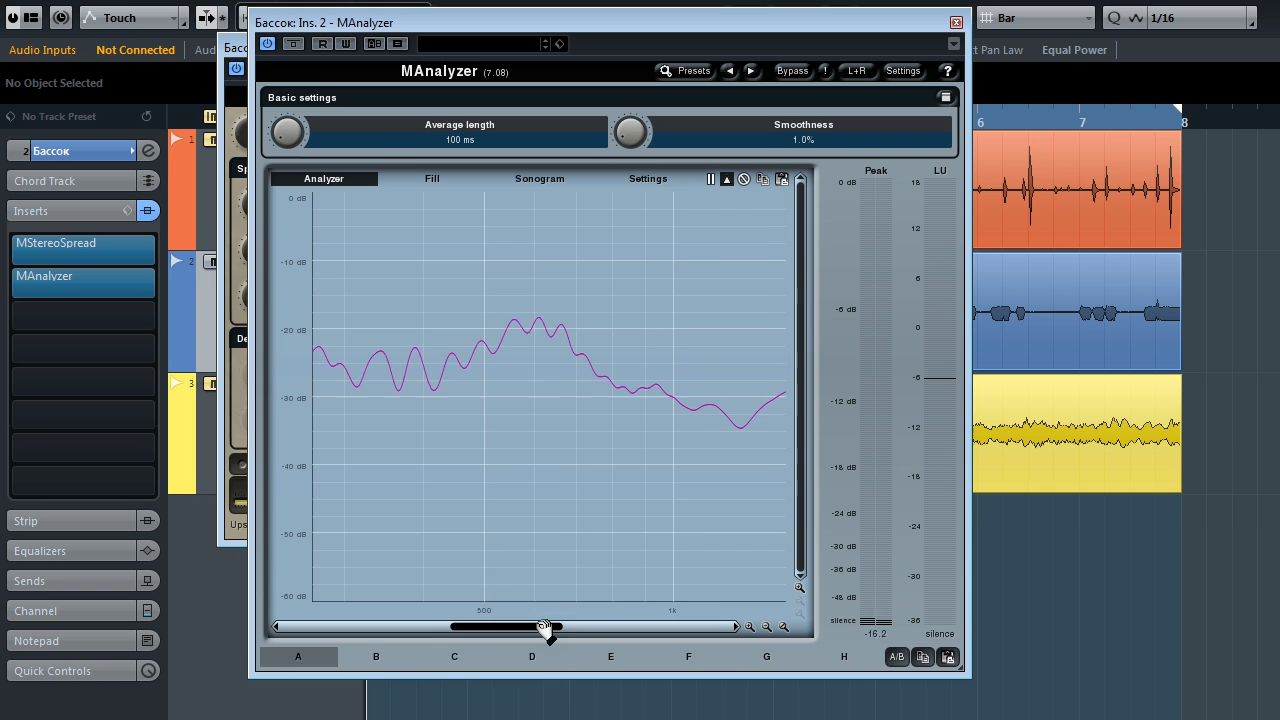 Touch
Бассок: Ins. 2 - MAnalyzer
Bar
1/16
Audio Inputs
Not Connected
Aud
t Pan Law
Equal Power
No Object Selected
MAnalyzer (7.08)
Presets
Bypass
!
L+R
Settings
?
Basic settings
No Track Preset
Average length
100 ms
Smoothness
1.0%
6
7
8
1
2
3
2 Бассок
Chord Track
Inserts
MStereoSpread
MAnalyzer
Strip
Equalizers
Sends
Channel
Notepad
Quick Controls
Sp
De
Ups
Analyzer
Fill
Sonogram
Settings
0 dB
-10 dB
-20 dB
-30 dB
-40 dB
-50 dB
-60 dB
500
1k
Peak
0 dB
-6 dB
-12 dB
-18 dB
-24 dB
-30 dB
-36 dB
-48 dB
silence
-16.2
LU
18
12
6
0
-6
-12
-18
-24
-30
-36
silence
A
B
C
D
E
F
G
H
A/B